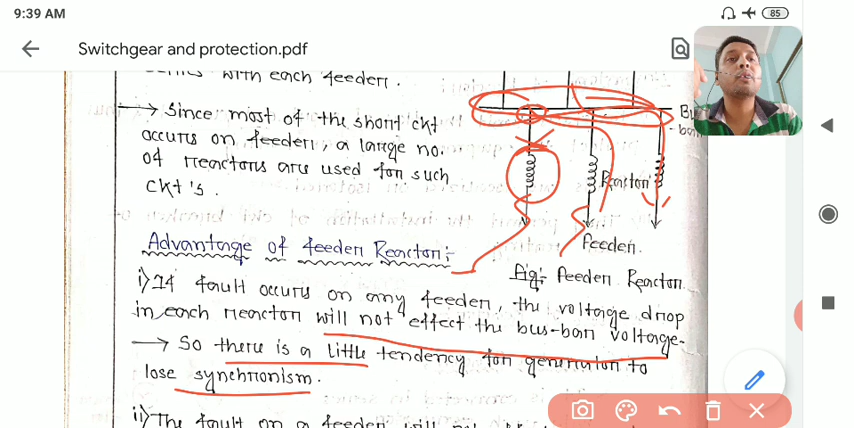 9:39 AM
85
Switchgear and protection.pdf
with each feeder.
→ Since most of the short ckt
occurs on feeder, a large no.
of reactors are used for such
ckt's.
Reactor
feeder.
Fig:- feeder Reactor
Advantage of feeder Reactor:-
i) If fault occurs on any feeder, the voltage drop
in each reactor will not effect the bus-bar voltage.
→ So there is a little tendency for generator to
lose synchronism.
ii) The fault on a feeder will not